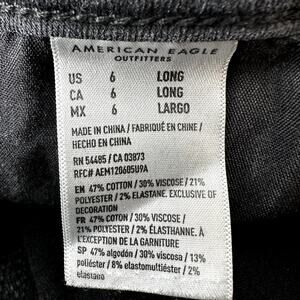 AMERICAN EAGLE
OUTFITTERS
US 6 LONG
CA 6 LONG
MX 6 LARGO
MADE IN CHINA / FABRIQUÉ EN CHINE /
HECHO EN CHINA
RN 54485 / CA 03873
RFC# AEM120605U9A
EN 47% COTTON / 30% VISCOSE / 21%
POLYESTER / 2% ELASTANE. EXCLUSIVE OF
DECORATION
FR 47% COTON / 30% VISCOSE /
21% POLYESTER / 2% ÉLASTHANNE. À
L'EXCEPTION DE LA GARNITURE
SP 47% algodón / 30% viscosa / 13%
poliéster / 8% elastomultiéster / 2%
elastano